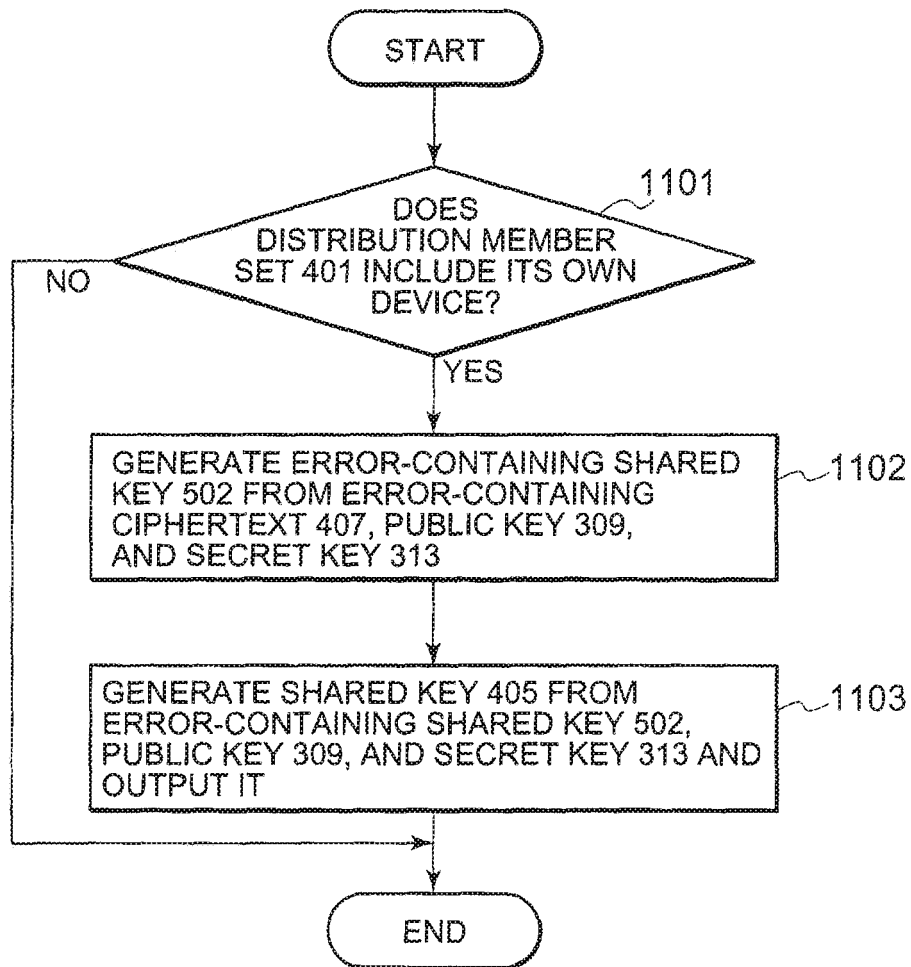 START
1101
DOES
DISTRIBUTION MEMBER
SET 401 INCLUDE ITS OWN
DEVICE?
NO
YES
GENERATE ERROR-CONTAINING SHARED
KEY 502 FROM ERROR-CONTAINING
CIPHERTEXT 407, PUBLIC KEY 309,
AND SECRET KEY 313
1102
GENERATE SHARED KEY 405 FROM
ERROR-CONTAINING SHARED KEY 502,
PUBLIC KEY 309, AND SECRET KEY 313 AND
OUTPUT IT
1103
END